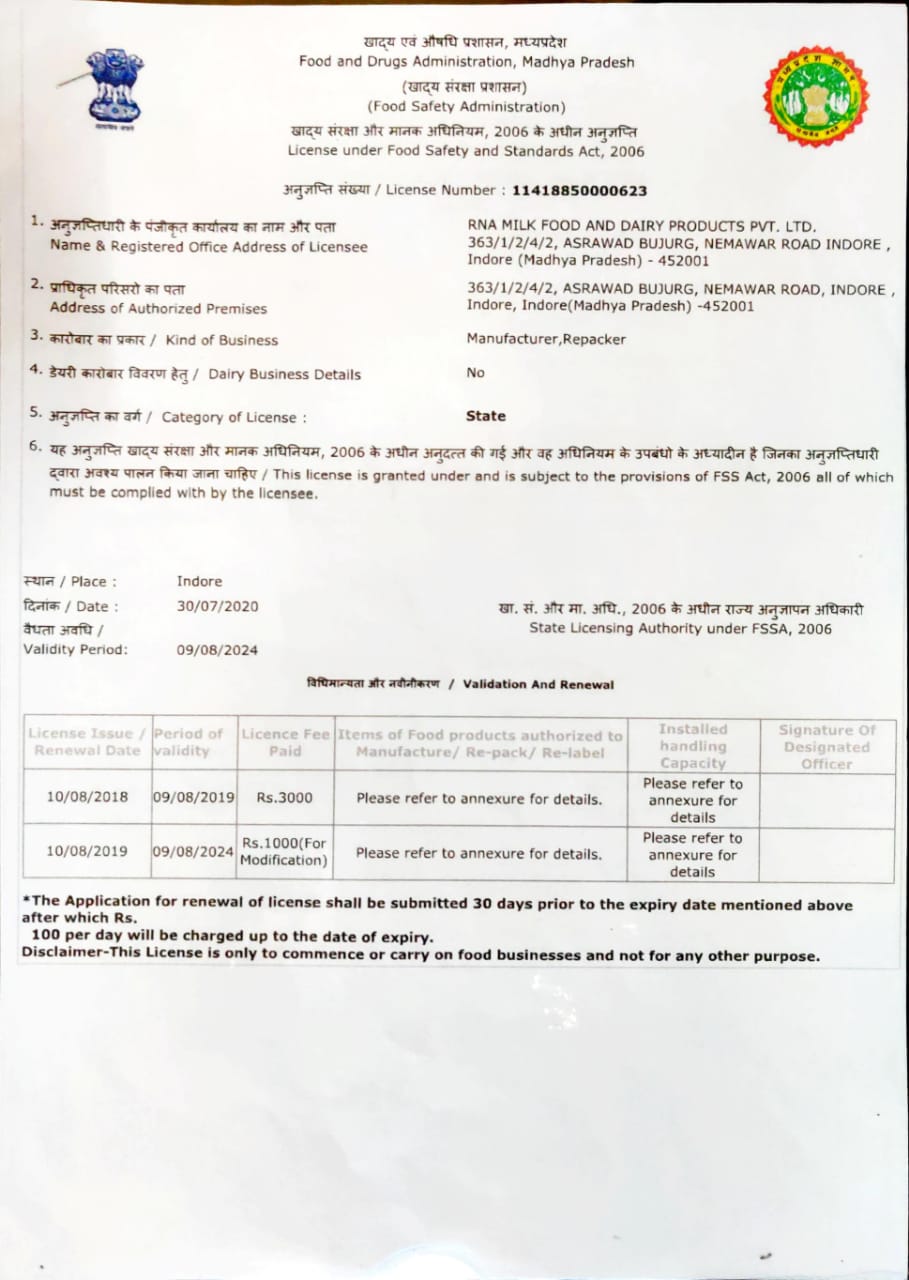 खाद्य एवं औषधि प्रशासन, मध्यप्रदेश
Food and Drugs Administration, Madhya Pradesh
(खाद्य संरक्षा प्रशासन)
(Food Safety Administration)
खाद्य संरक्षा और मानक अधिनियम, 2006 के अधीन अनुज्ञप्ति
License under Food Safety and Standards Act, 2006
अनुज्ञप्ति संख्या / License Number : 11418850000623
1. अनुज्ञप्तिधारी के पंजीकृत कार्यालय का नाम और पता
Name & Registered Office Address of Licensee
RNA MILK FOOD AND DAIRY PRODUCTS PVT. LTD.
363/1/2/4/2, ASRAWAD BUJURG, NEMAWAR ROAD INDORE ,
Indore (Madhya Pradesh) - 452001
2. प्राधिकृत परिसरो का पता
Address of Authorized Premises
363/1/2/4/2, ASRAWAD BUJURG, NEMAWAR ROAD, INDORE ,
Indore, Indore(Madhya Pradesh) -452001
3. कारोबार का प्रकार / Kind of Business Manufacturer,Repacker
4. डेयरी कारोबार विवरण हेतु / Dairy Business Details No
5. अनुज्ञप्ति का वर्ग / Category of License : State
6. यह अनुज्ञप्ति खाद्य संरक्षा और मानक अधिनियम, 2006 के अधीन अनुदत्त की गई और वह अधिनियम के उपबंधो के अध्यादीन है जिनका अनुज्ञप्तिधारी
द्वारा अवश्य पालन किया जाना चाहिए / This license is granted under and is subject to the provisions of FSS Act, 2006 all of which
must be complied with by the licensee.
स्थान / Place : Indore
दिनांक / Date : 30/07/2020
वैधता अवधि /
Validity Period: 09/08/2024
खा. सं. और मा. अधि., 2006 के अधीन राज्य अनुज्ञापन अधिकारी
State Licensing Authority under FSSA, 2006
विधिमान्यता और नवीनीकरण / Validation And Renewal
License Issue / Renewal Date Period of validity Licence Fee Paid Items of Food products authorized to Manufacture/ Re-pack/ Re-label Installed handling Capacity Signature Of Designated Officer
10/08/2018 09/08/2019 Rs.3000 Please refer to annexure for details. Please refer to annexure for details
10/08/2019 09/08/2024 Rs.1000(For Modification) Please refer to annexure for details. Please refer to annexure for details
*The Application for renewal of license shall be submitted 30 days prior to the expiry date mentioned above
after which Rs.
100 per day will be charged up to the date of expiry.
Disclaimer-This License is only to commence or carry on food businesses and not for any other purpose.